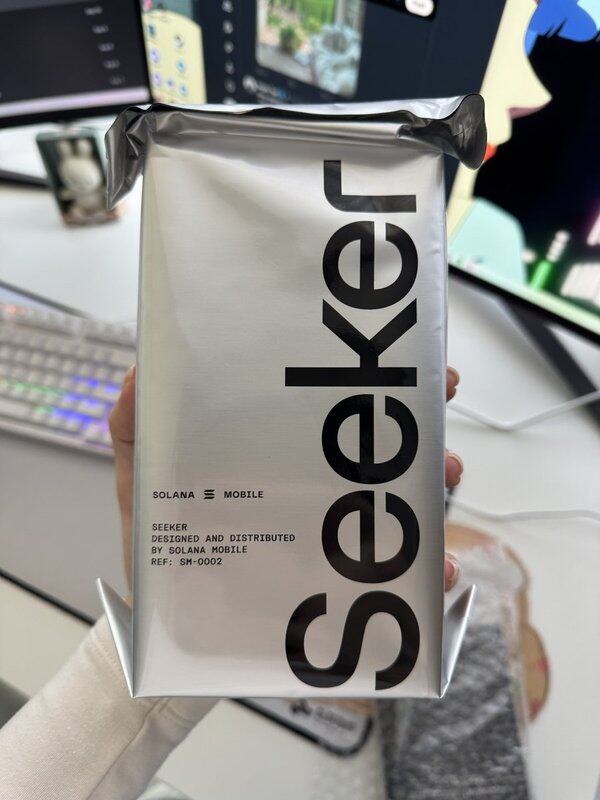 Seeker
SOLANA MOBILE
SEEKER
DESIGNED AND DISTRIBUTED
BY SOLANA MOBILE
REF: SM-0002